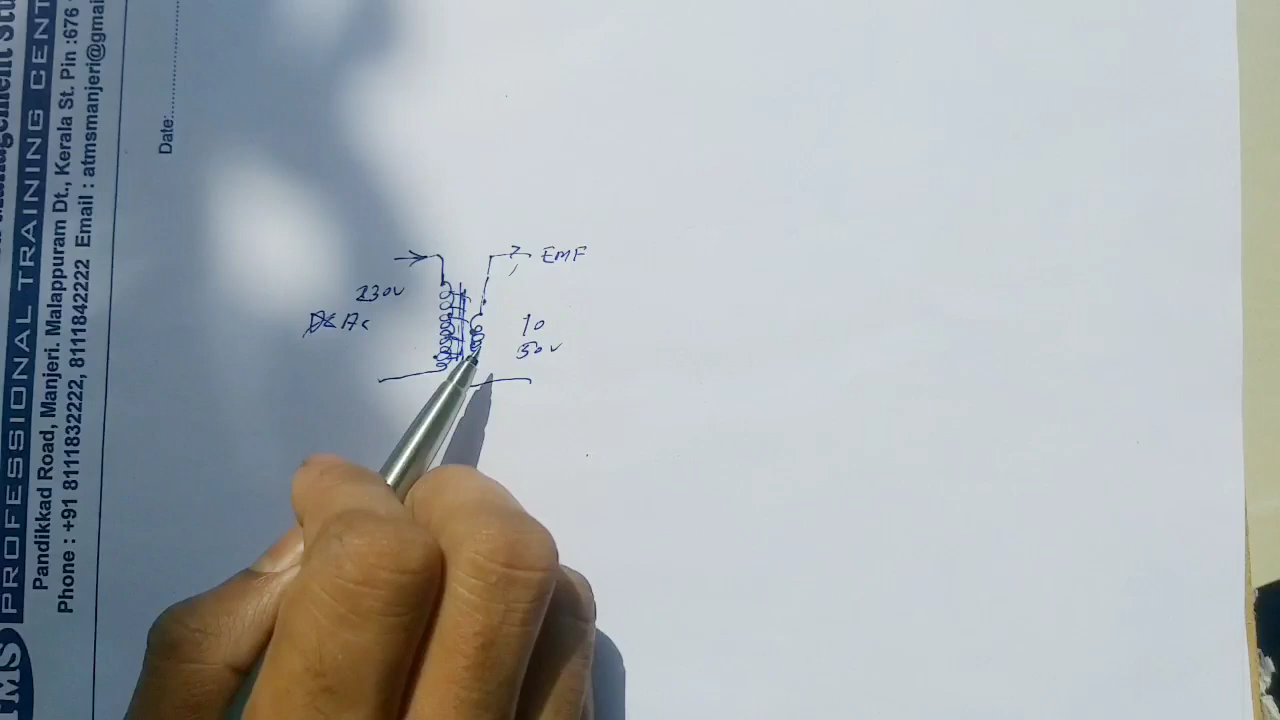 PROFESSIONAL TRAINING CENT
Pandikkad Road, Manjeri. Malappuram Dt., Kerala St. Pin :676
Phone : +91 8111832222, 8111842222 Email : atmsmanjeri@gmai
Date:
EMF
230V
Ac
10
50v